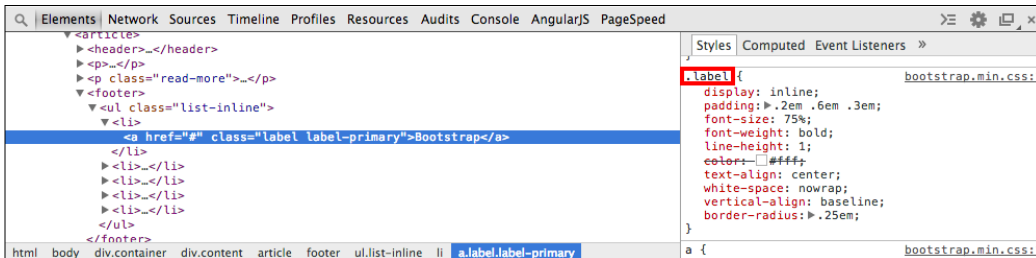 Elements Network Sources Timeline Profiles Resources Audits Console AngularJS PageSpeed
▼<article>
▶<header>…</header>
▶<p>…</p>
▶<p class="read-more">…</p>
▼<footer>
▼<ul class="list-inline">
▼<li>
<a href="#" class="label label-primary">Bootstrap</a>
</li>
▶<li>…</li>
▶<li>…</li>
▶<li>…</li>
▶<li>…</li>
</ul>
</footer>
html body div.container div.content article footer ul.list-inline li a.label.label-primary
Styles Computed Event Listeners »
}
.label { bootstrap.min.css:
display: inline;
padding:▶.2em .6em .3em;
font-size: 75%;
font-weight: bold;
line-height: 1;
color: #fff;
text-align: center;
white-space: nowrap;
vertical-align: baseline;
border-radius:▶.25em;
}
a { bootstrap.min.css: